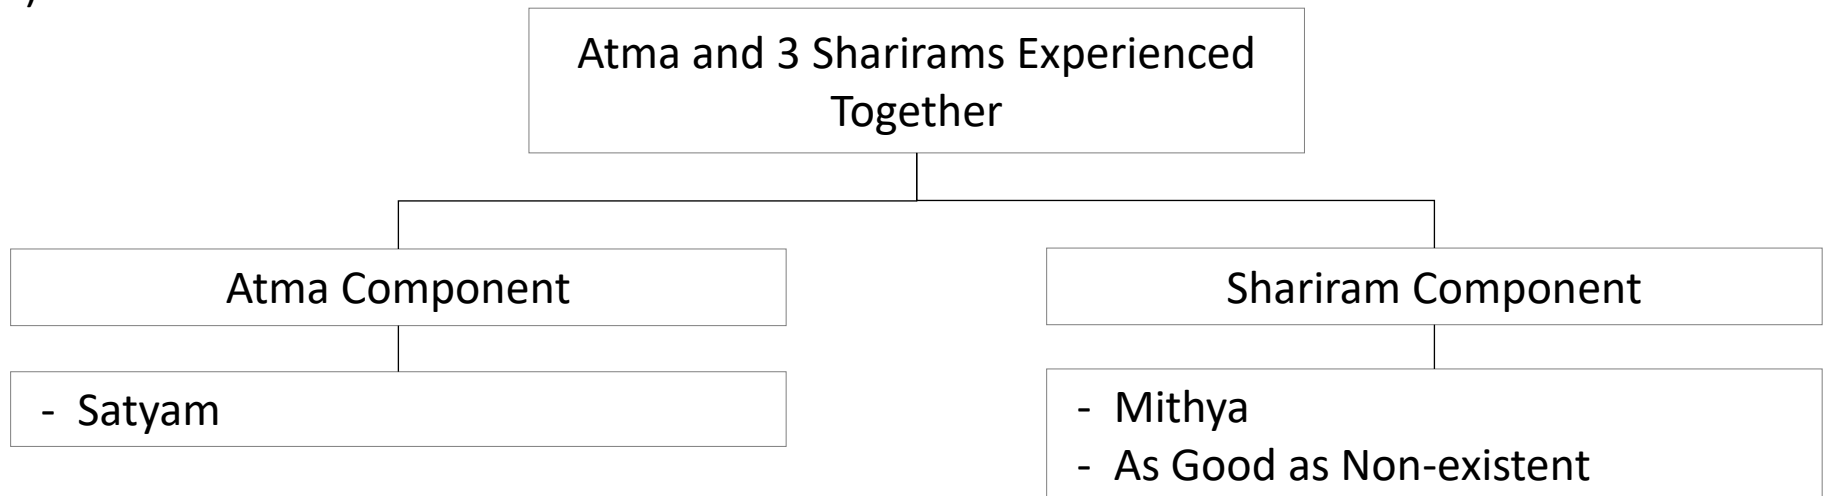 Atma and 3 Sharirams Experienced
Together
Atma Component
Shariram Component
- Satyam
- Mithya
- As Good as Non-existent